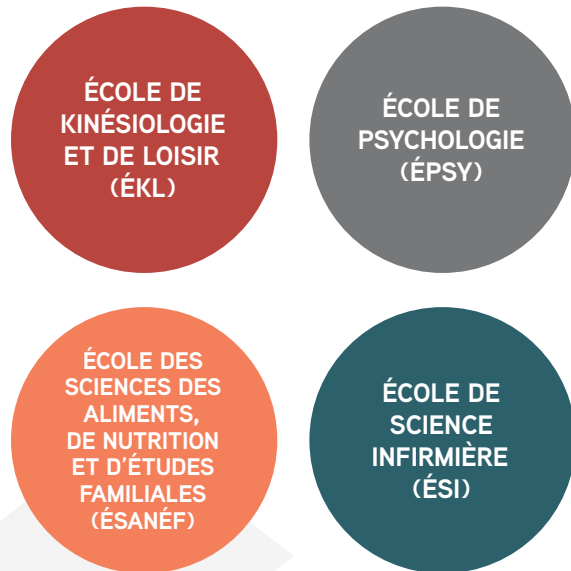 ÉCOLE DE
KINÉSIOLOGIE
ET DE LOISIR
(ÉKL)
ÉCOLE DE
PSYCHOLOGIE
(ÉPSY)
ÉCOLE DES
SCIENCES DES
ALIMENTS,
DE NUTRITION
ET D'ÉTUDES
FAMILIALES
(ÉSANÉF)
ÉCOLE DE
SCIENCE
INFIRMIÈRE
(ÉSI)